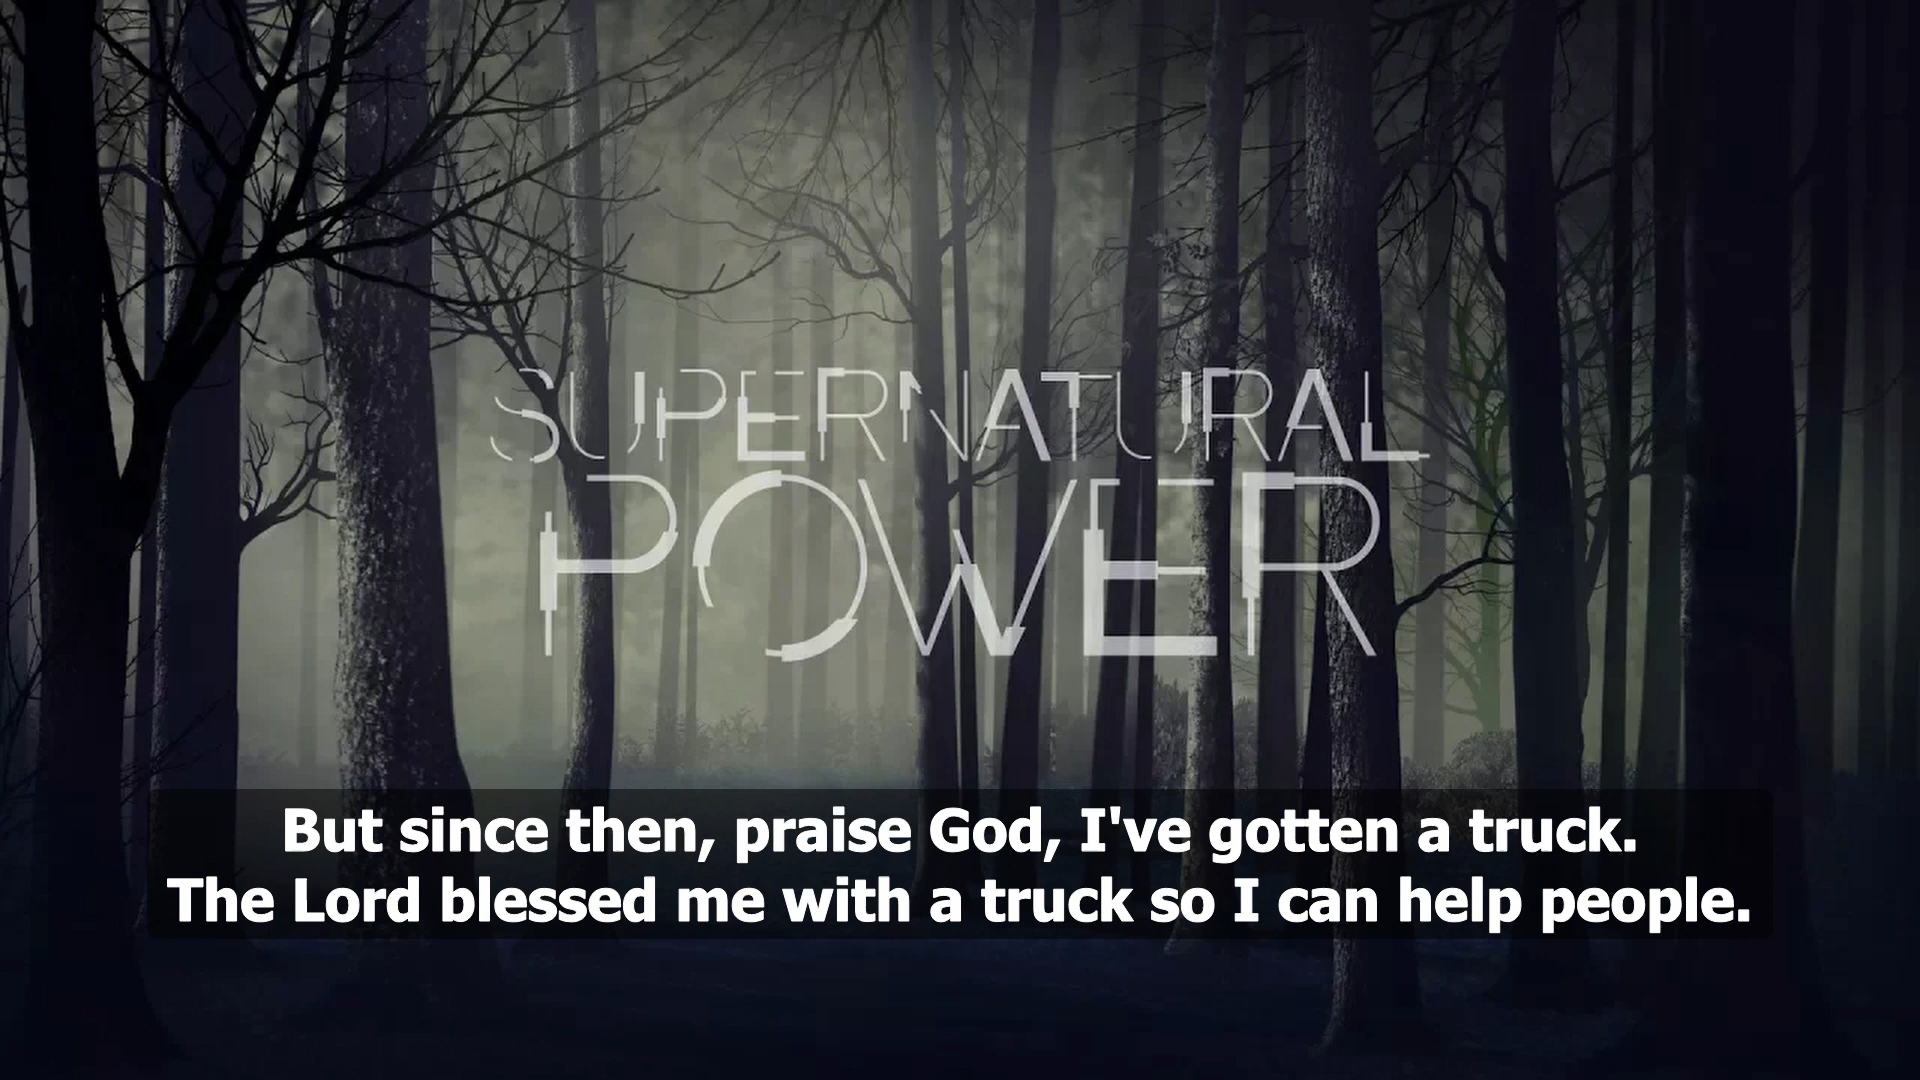 SUPERNATURAL
POWER
But since then, praise God, I've gotten a truck.
The Lord blessed me with a truck so I can help people.